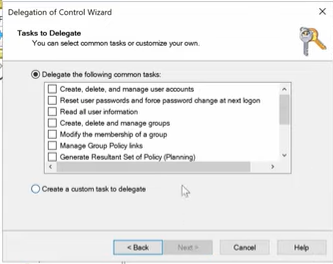 Delegation of Control Wizard
Tasks to Delegate
You can select common tasks or customize your own.
Delegate the following common tasks:
Create, delete, and manage user accounts
Reset user passwords and force password change at next logon
Read all user information
Create, delete and manage groups
Modify the membership of a group
Manage Group Policy links
Generate Resultant Set of Policy (Planning)
Create a custom task to delegate
< Back
Next >
Cancel
Help